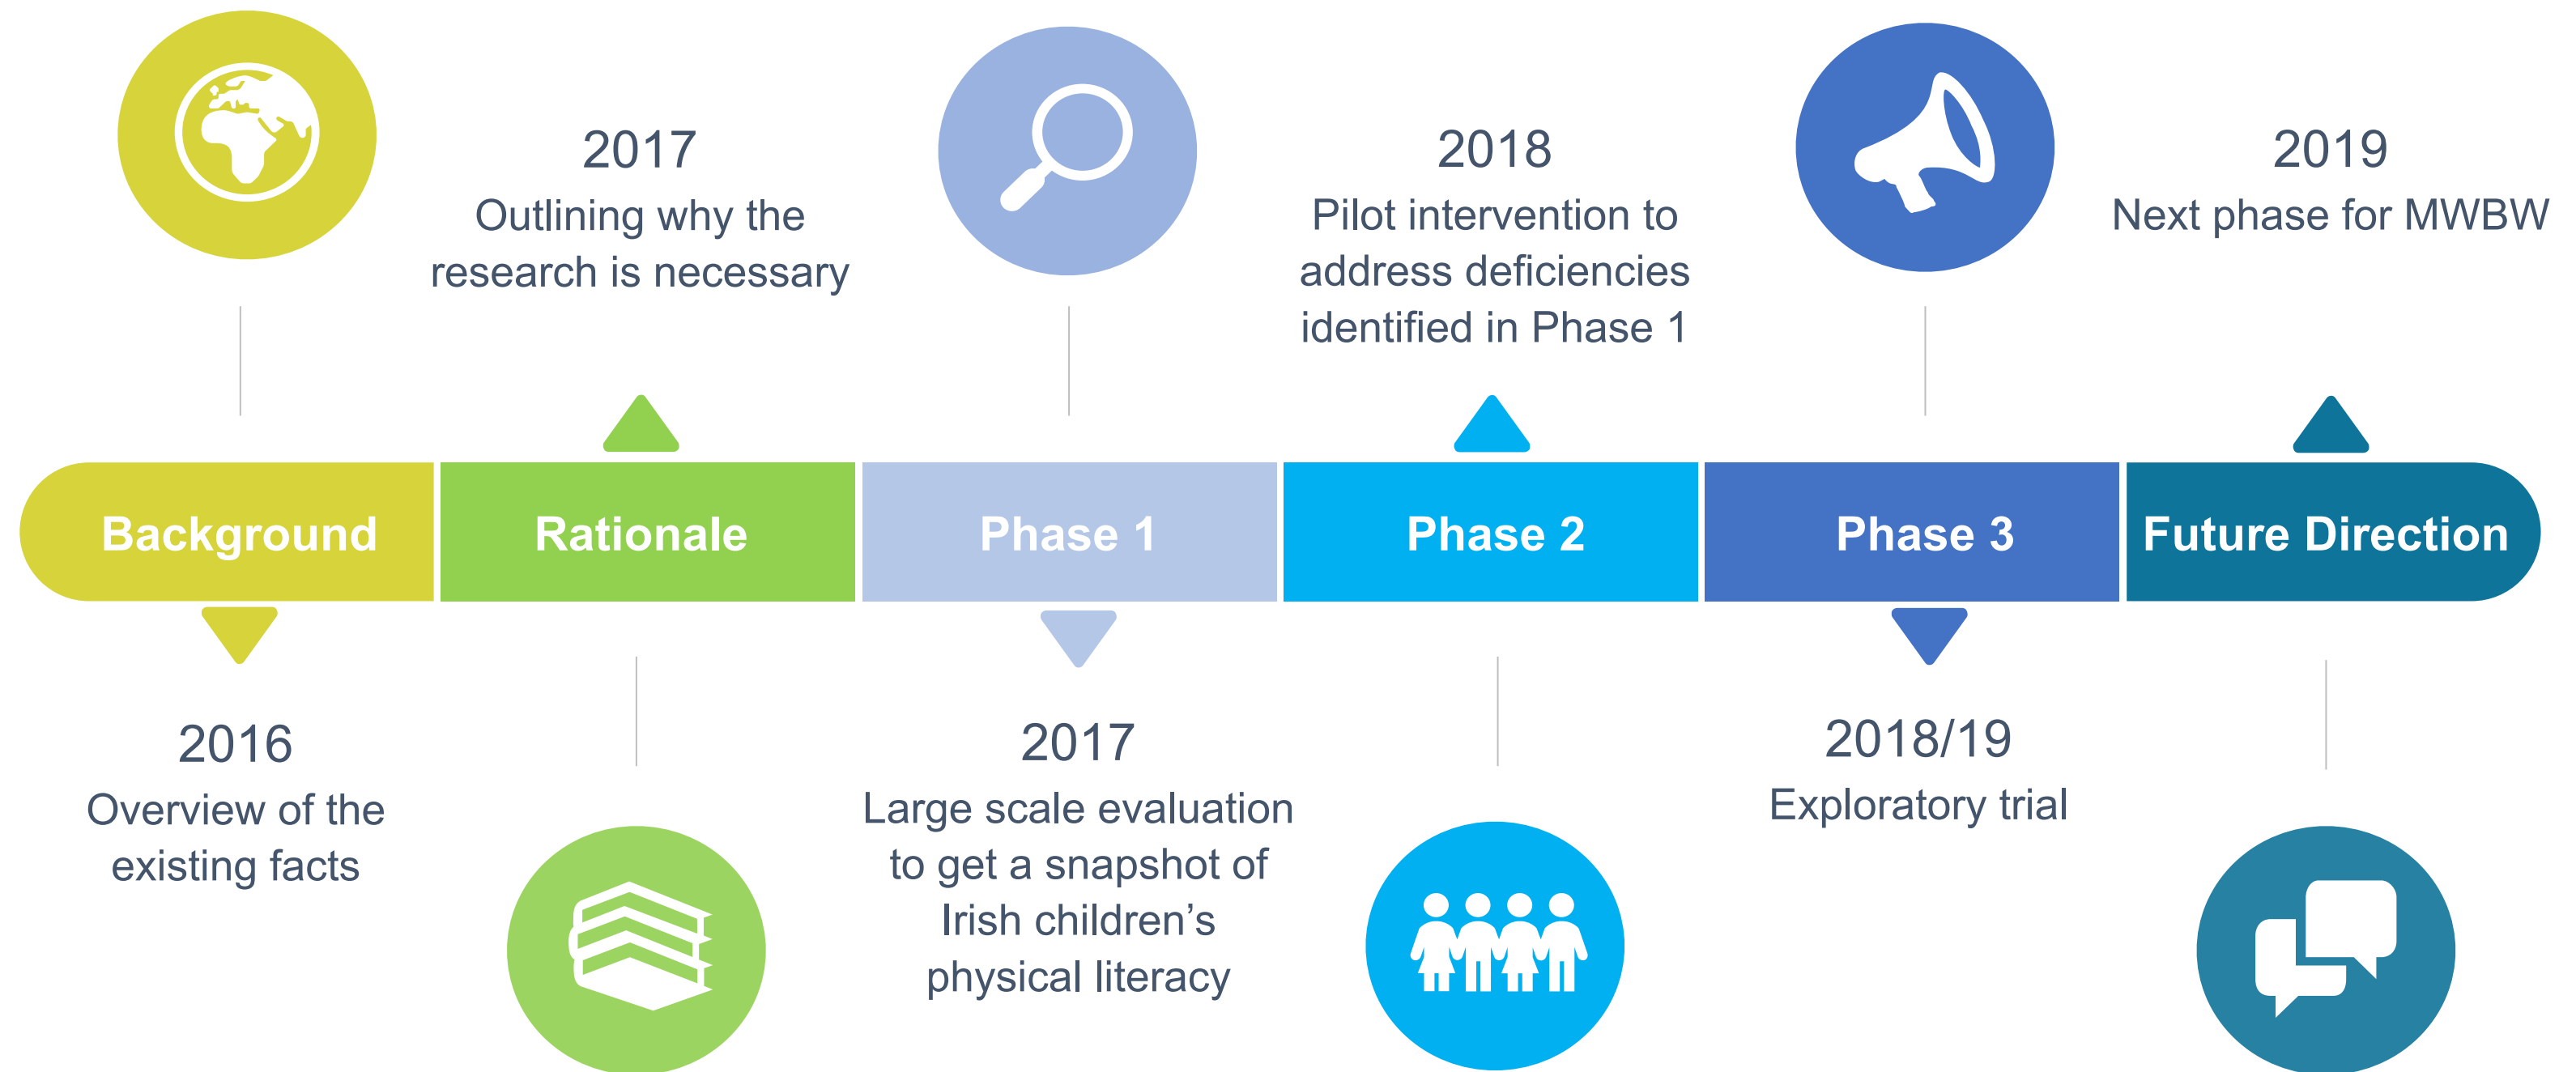 2017
Outlining why the
research is necessary
2018
Pilot intervention to
address deficiencies
identified in Phase 1
2019
Next phase for MWBW
Background
Rationale
Phase 1
Phase 2
Phase 3
Future Direction
2016
Overview of the
existing facts
2017
Large scale evaluation
to get a snapshot of
Irish children’s
physical literacy
2018/19
Exploratory trial